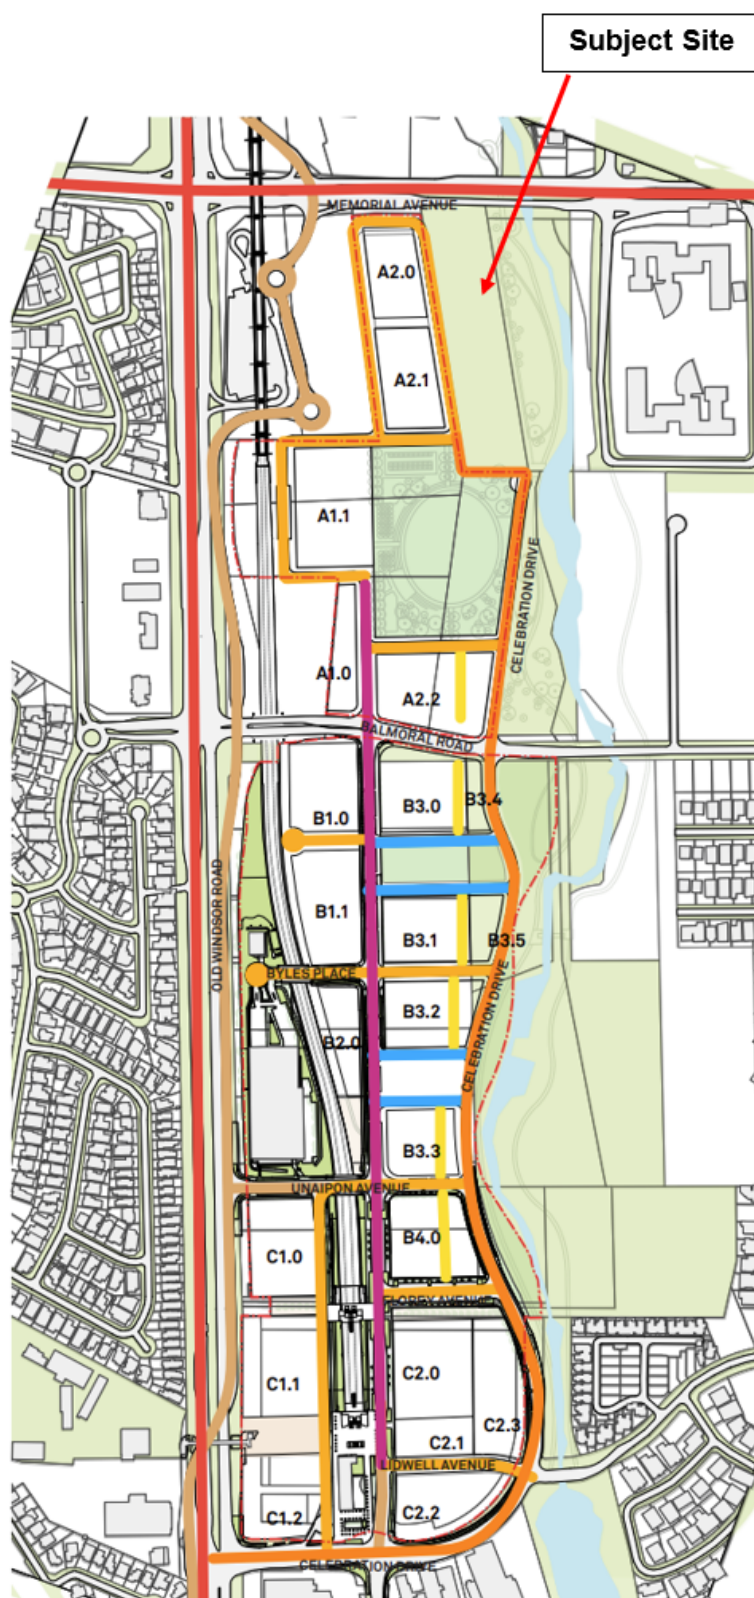 Subject Site
MEMORIAL AVENUE
A2.0
A2.1
A1.1
CELEBRATION DRIVE
A1.0
A2.2
BALMORAL ROAD
B3.4
B3.0
B1.0
OLD WINDSOR ROAD
B1.1
B3.1
B3.5
BYLES PLACE
B3.2
CELEBRATION DRIVE
B2.0
B3.3
UNAIPON AVENUE
B4.0
C1.0
FLOREY AVENUE
C2.0
C1.1
C2.3
C2.1
LIDWELL AVENUE
C2.2
C1.2
CELEBRATION DRIVE